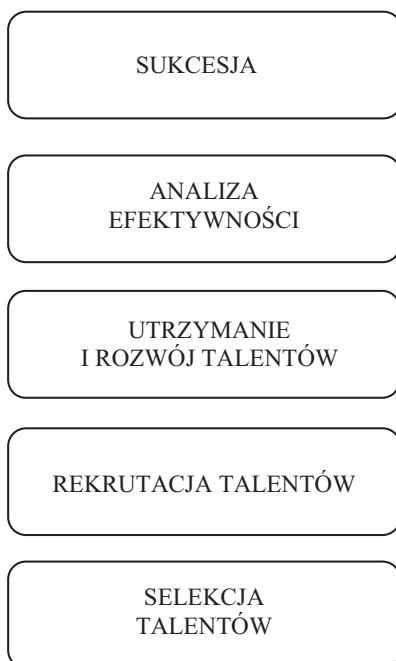 SUKCESJA
ANALIZA
EFEKTYWNOŚCI
UTRZYMANIE
I ROZWÓJ TALENTÓW
REKRUTACJA TALENTÓW
SELEKCJA
TALENTÓW